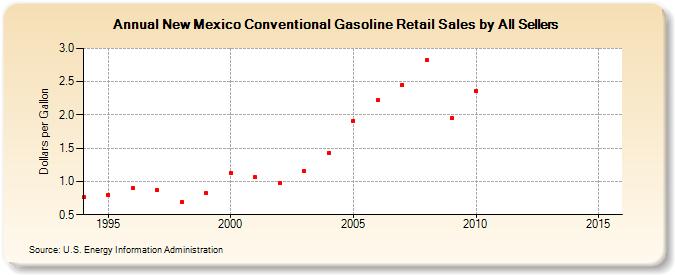 Annual New Mexico Conventional Gasoline Retail Sales by All Sellers
Dollars per Gallon
3.0
2.5
2.0
1.5
1.0
0.5
1995 2000 2005 2010 2015
Source: U.S. Energy Information Administration